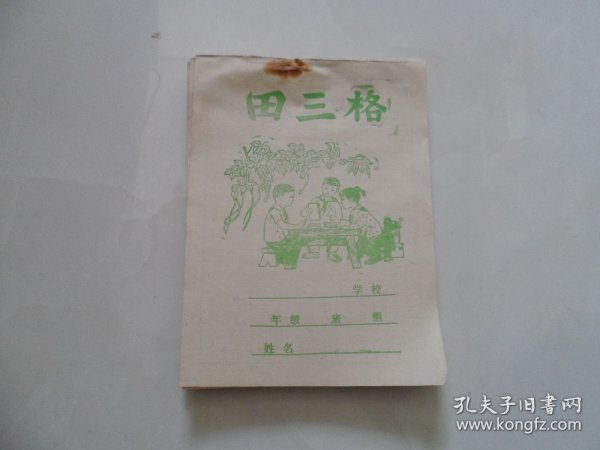 田三格
学校
年级 班 组
姓名
孔夫子旧书网
www.kongfz.com